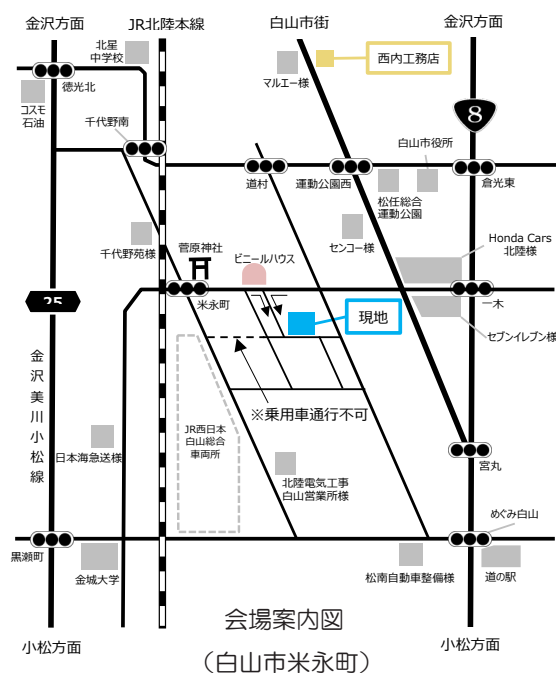 金沢方面
JR北陸本線
白山市街
金沢方面
北星
中学校
西内工務店
マルエー様
徳光北
コスモ
石油
8
千代野南
白山市役所
道村
運動公園西
松任総合
運動公園
倉光東
千代野苑様
菅原神社
ビニールハウス
センコー様
Honda Cars
北陸様
25
米永町
現地
一木
セブンイレブン様
金沢美川小松線
※乗用車通行不可
JR西日本
白山総合
車両所
日本海急送様
北陸電気工事
白山営業所様
宮丸
めぐみ白山
黒瀬町
金城大学
松南自動車整備様
道の駅
小松方面
会場案内図
小松方面
（白山市米永町）